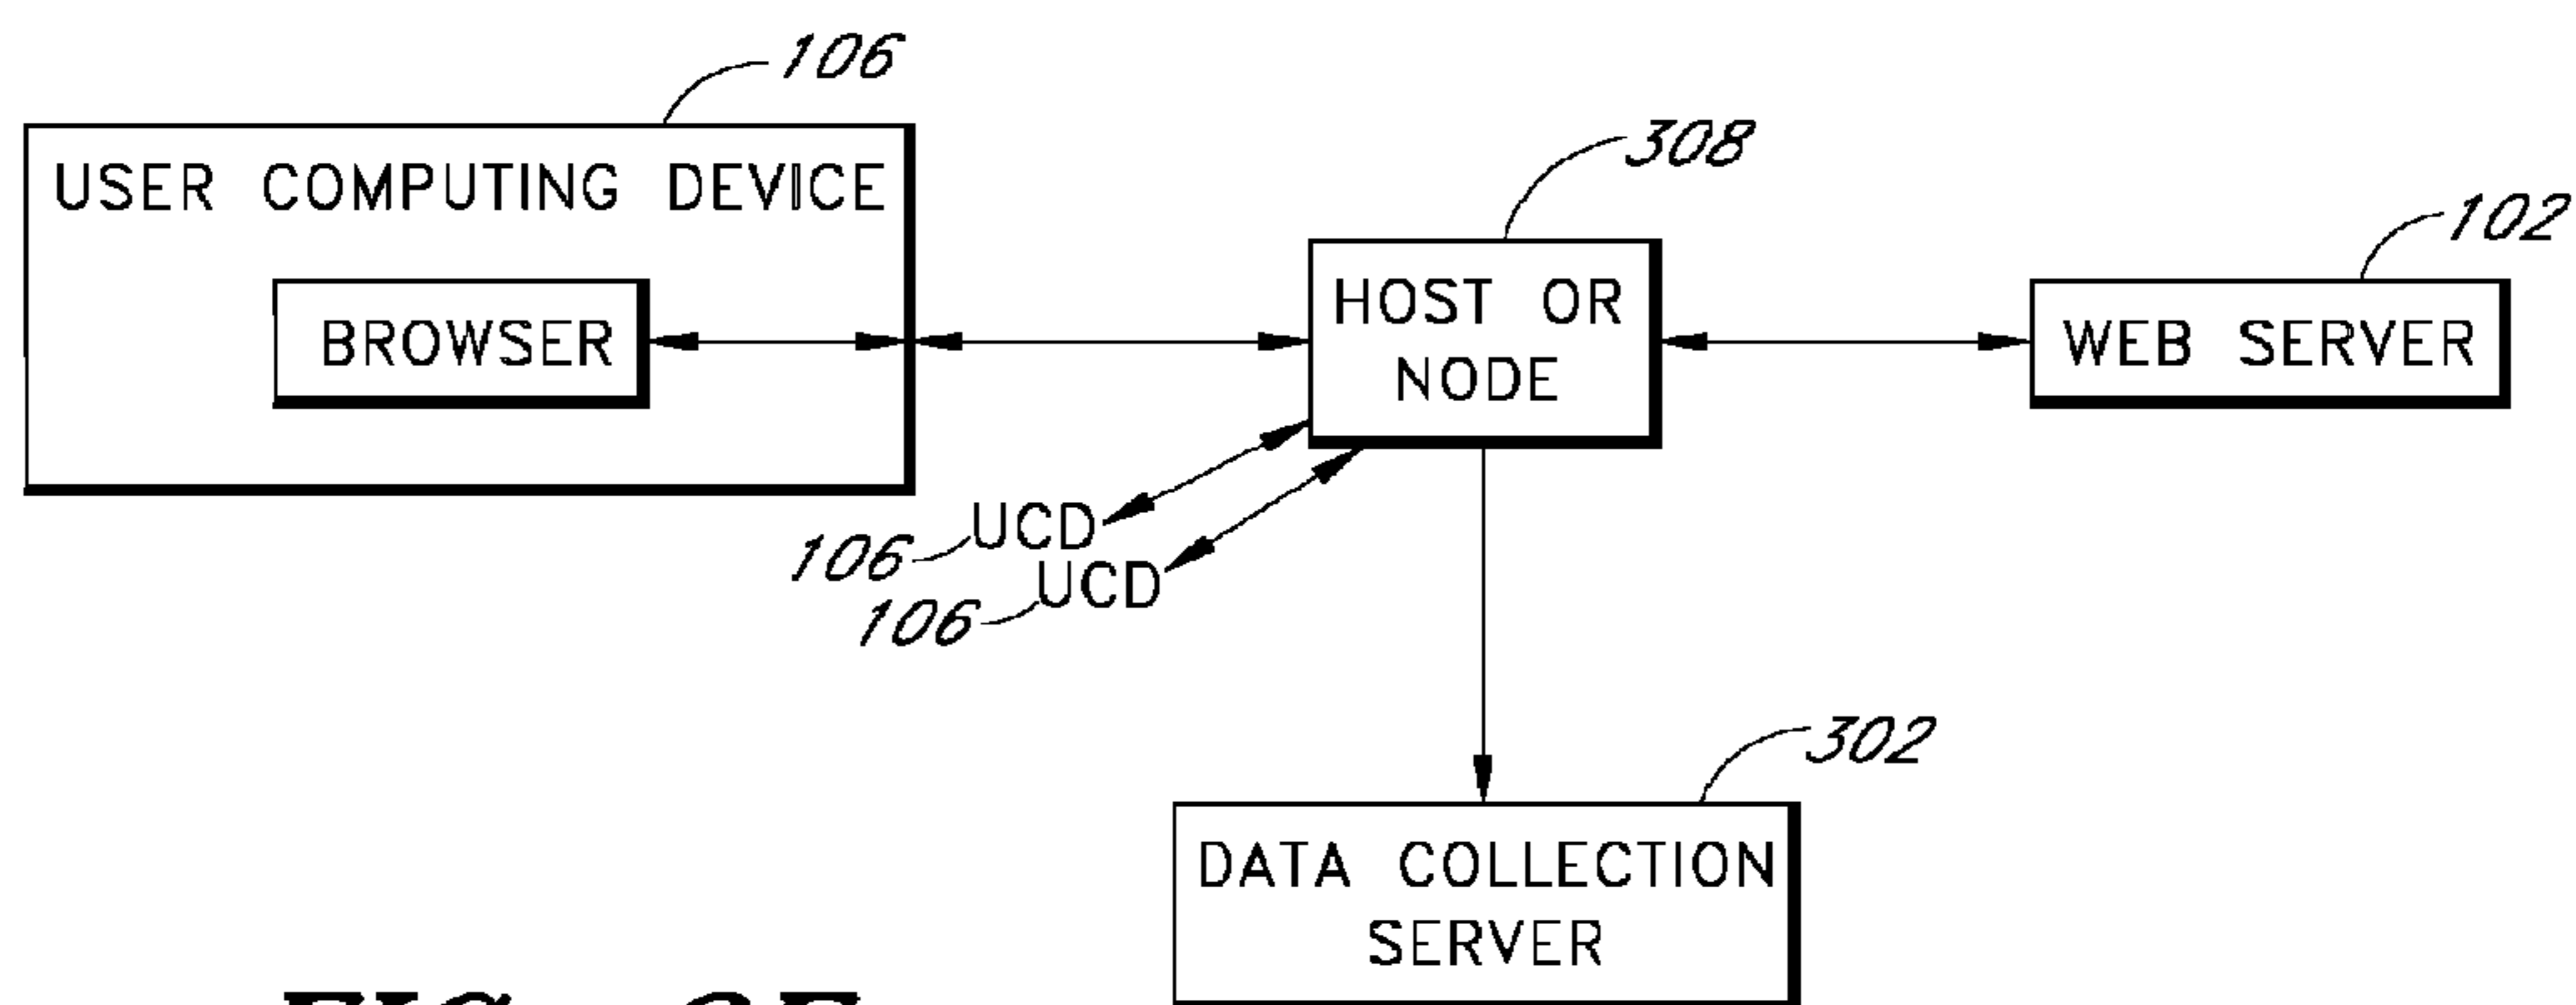 106
308
102
USER COMPUTING DEVICE
BROWSER
HOST OR
NODE
WEB SERVER
106 UCD
106 UCD
302
DATA COLLECTION
SERVER